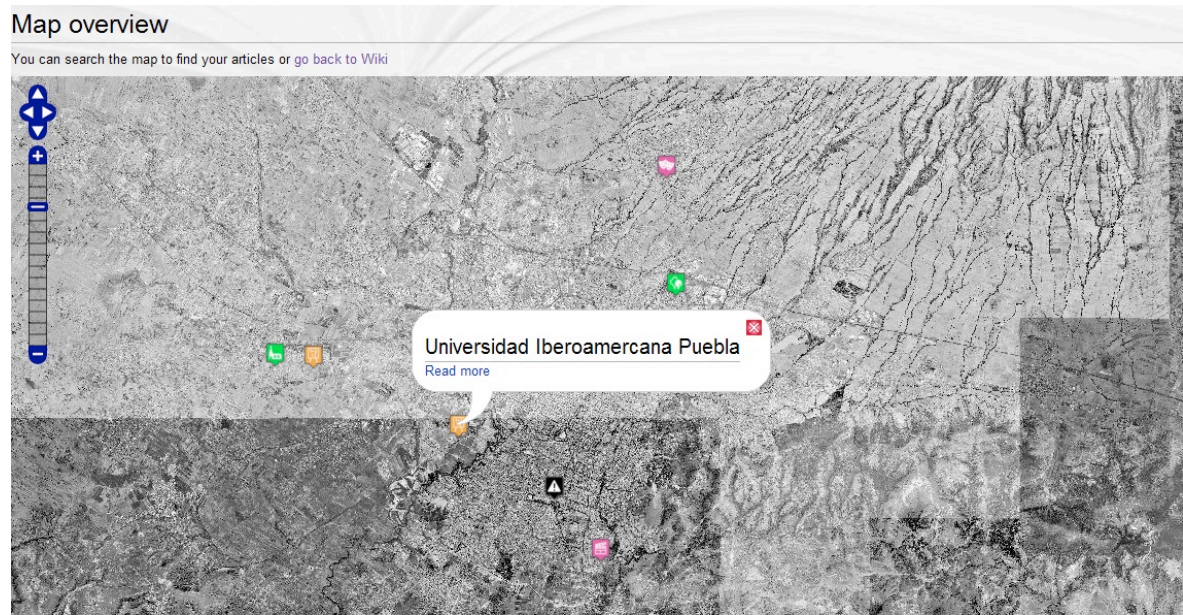 Map overview
You can search the map to find your articles or go back to Wiki
Universidad Iberoamercana Puebla
Read more